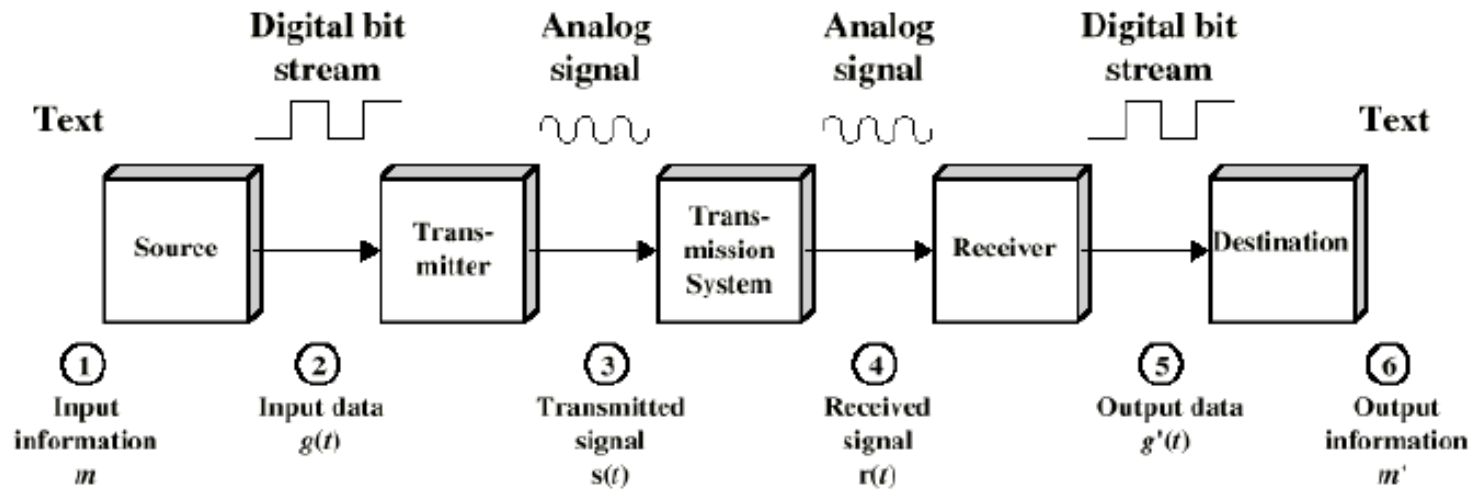 Digital bit
stream
Analog
signal
Analog
signal
Digital bit
stream
Text
Text
Source
Trans-
mitter
Trans-
mission
System
Receiver
Destination
1
Input
information
m
2
Input data
g(t)
3
Transmitted
signal
s(t)
4
Received
signal
r(t)
5
Output data
g'(t)
6
Output
information
m'